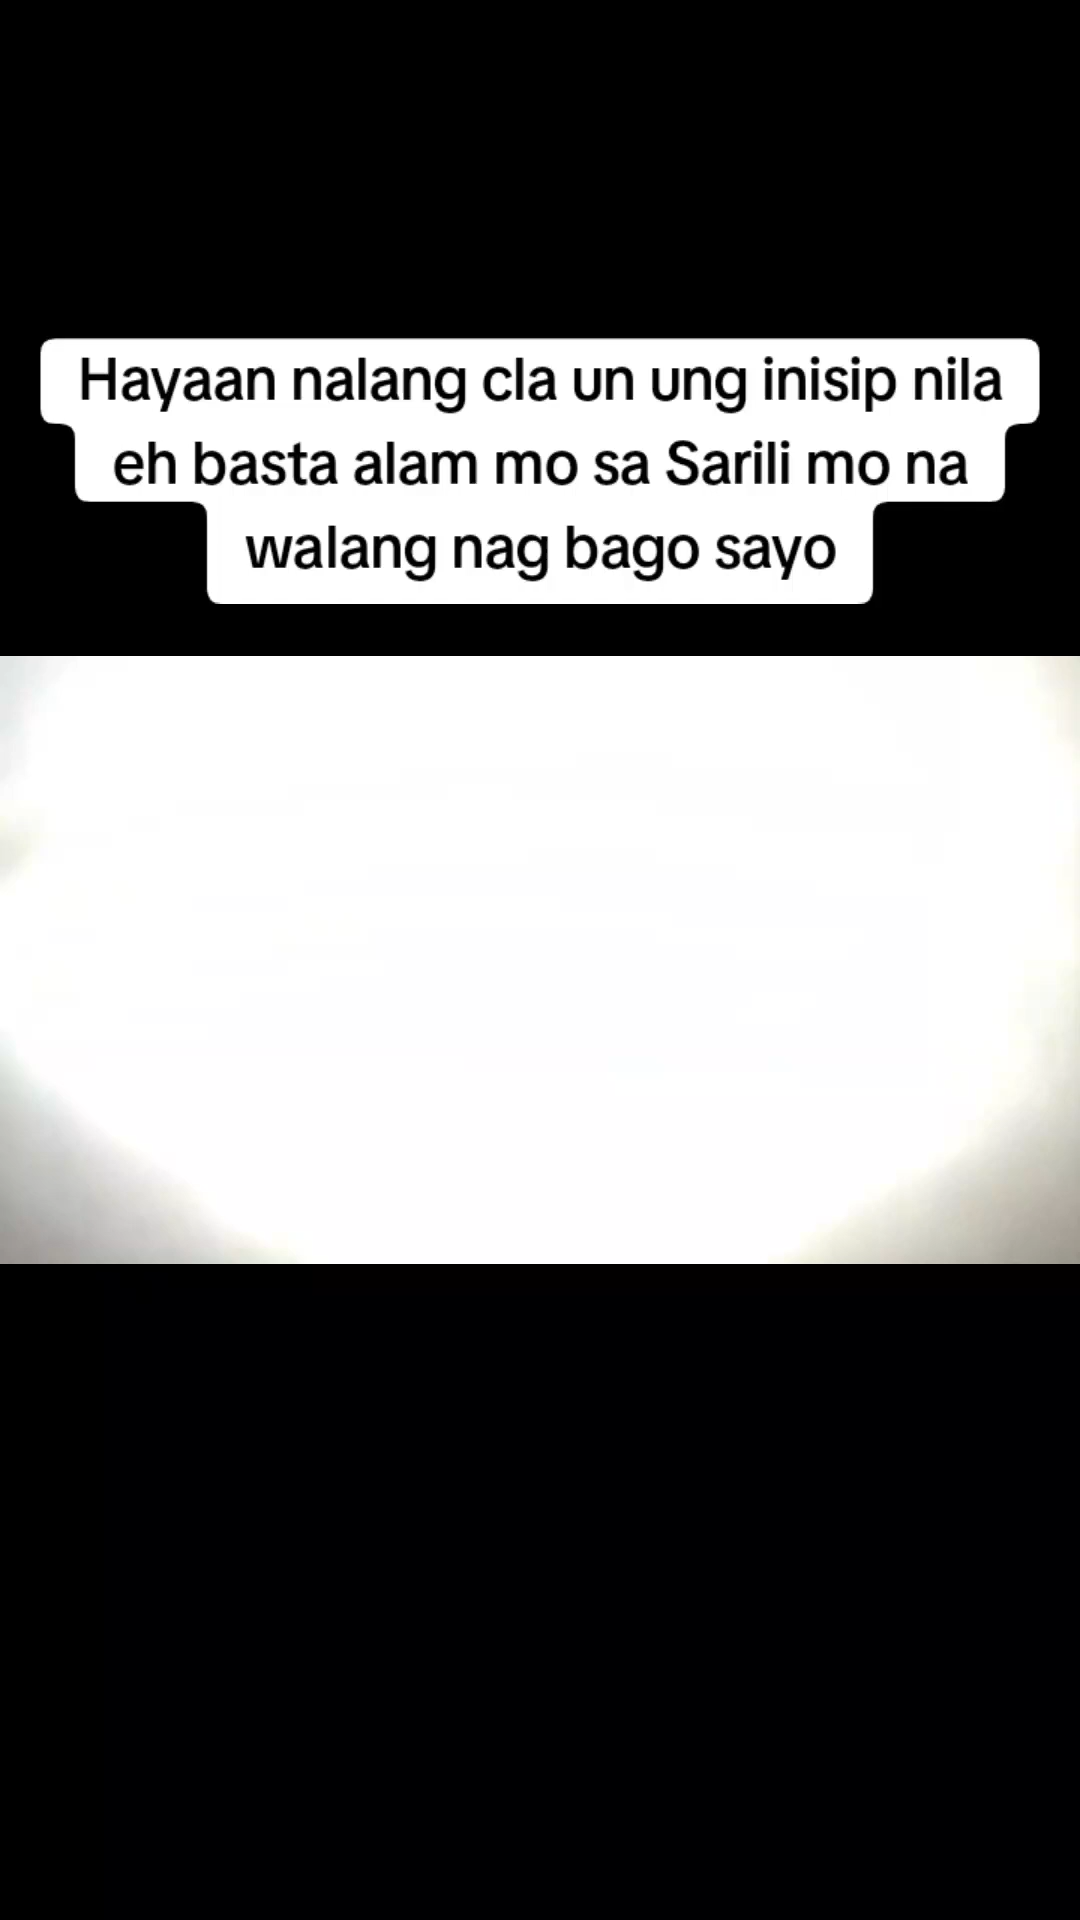 Hayaan nalang cla un ung inisip nila
eh basta alam mo sa Sarili mo na
walang nag bago sayo